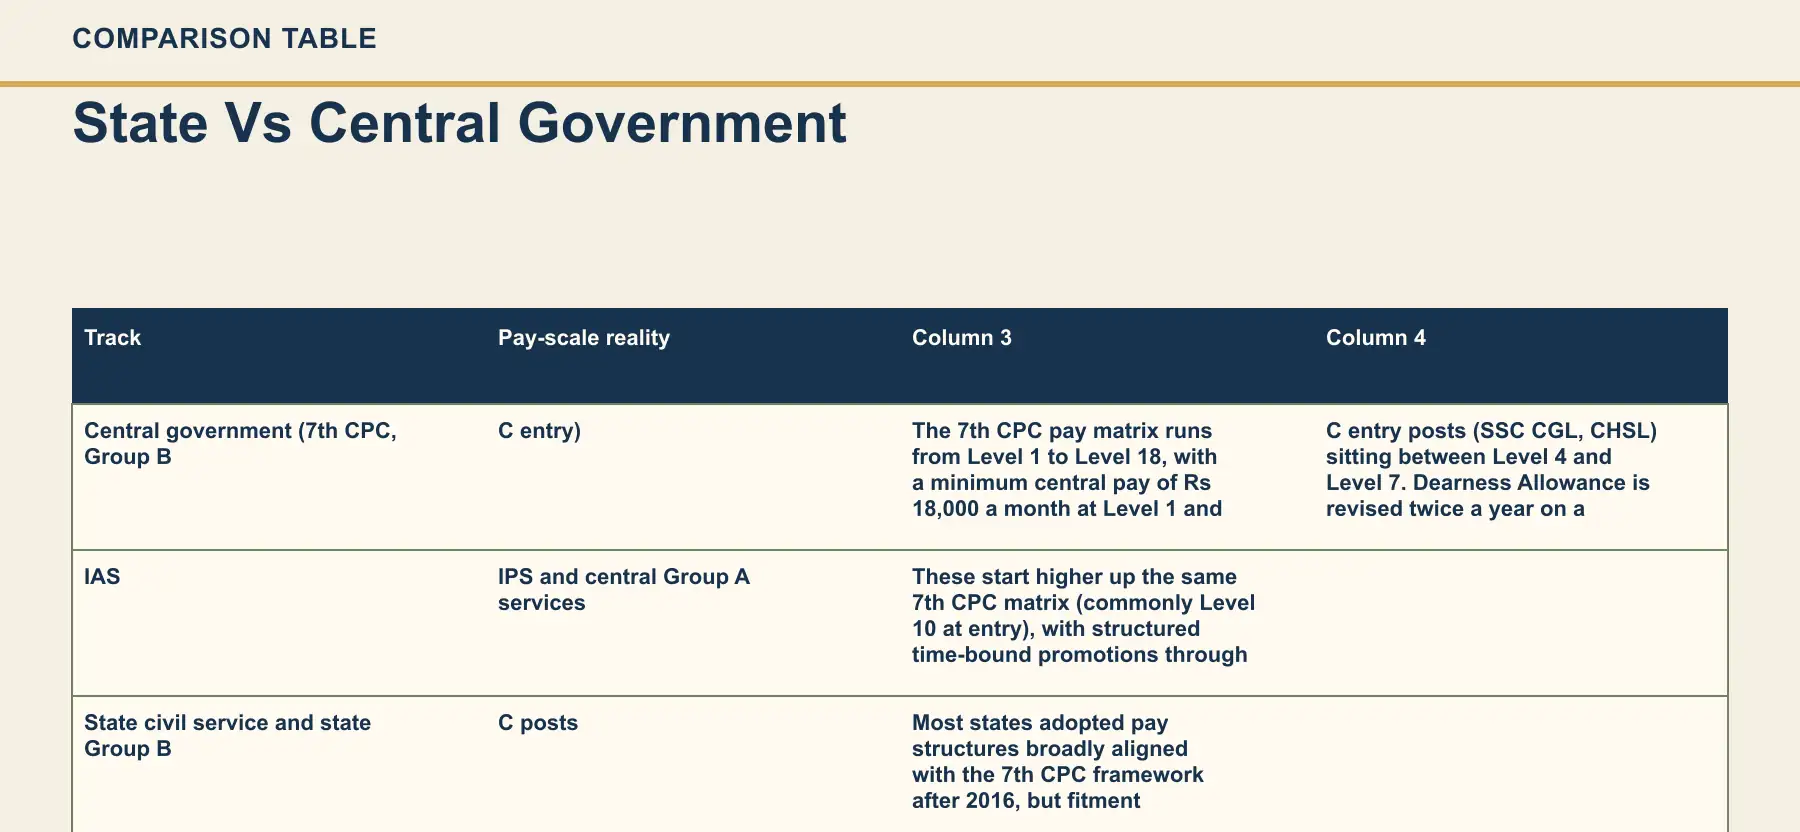 COMPARISON TABLE
State Vs Central Government
Track
Pay-scale reality
Column 3
Column 4
Central government (7th CPC,
Group B
C entry)
The 7th CPC pay matrix runs
from Level 1 to Level 18, with
a minimum central pay of Rs
18,000 a month at Level 1 and
C entry posts (SSC CGL, CHSL)
sitting between Level 4 and
Level 7. Dearness Allowance is
revised twice a year on a
IAS
IPS and central Group A
services
These start higher up the same
7th CPC matrix (commonly Level
10 at entry), with structured
time-bound promotions through
State civil service and state
Group B
C posts
Most states adopted pay
structures broadly aligned
with the 7th CPC framework
after 2016, but fitment